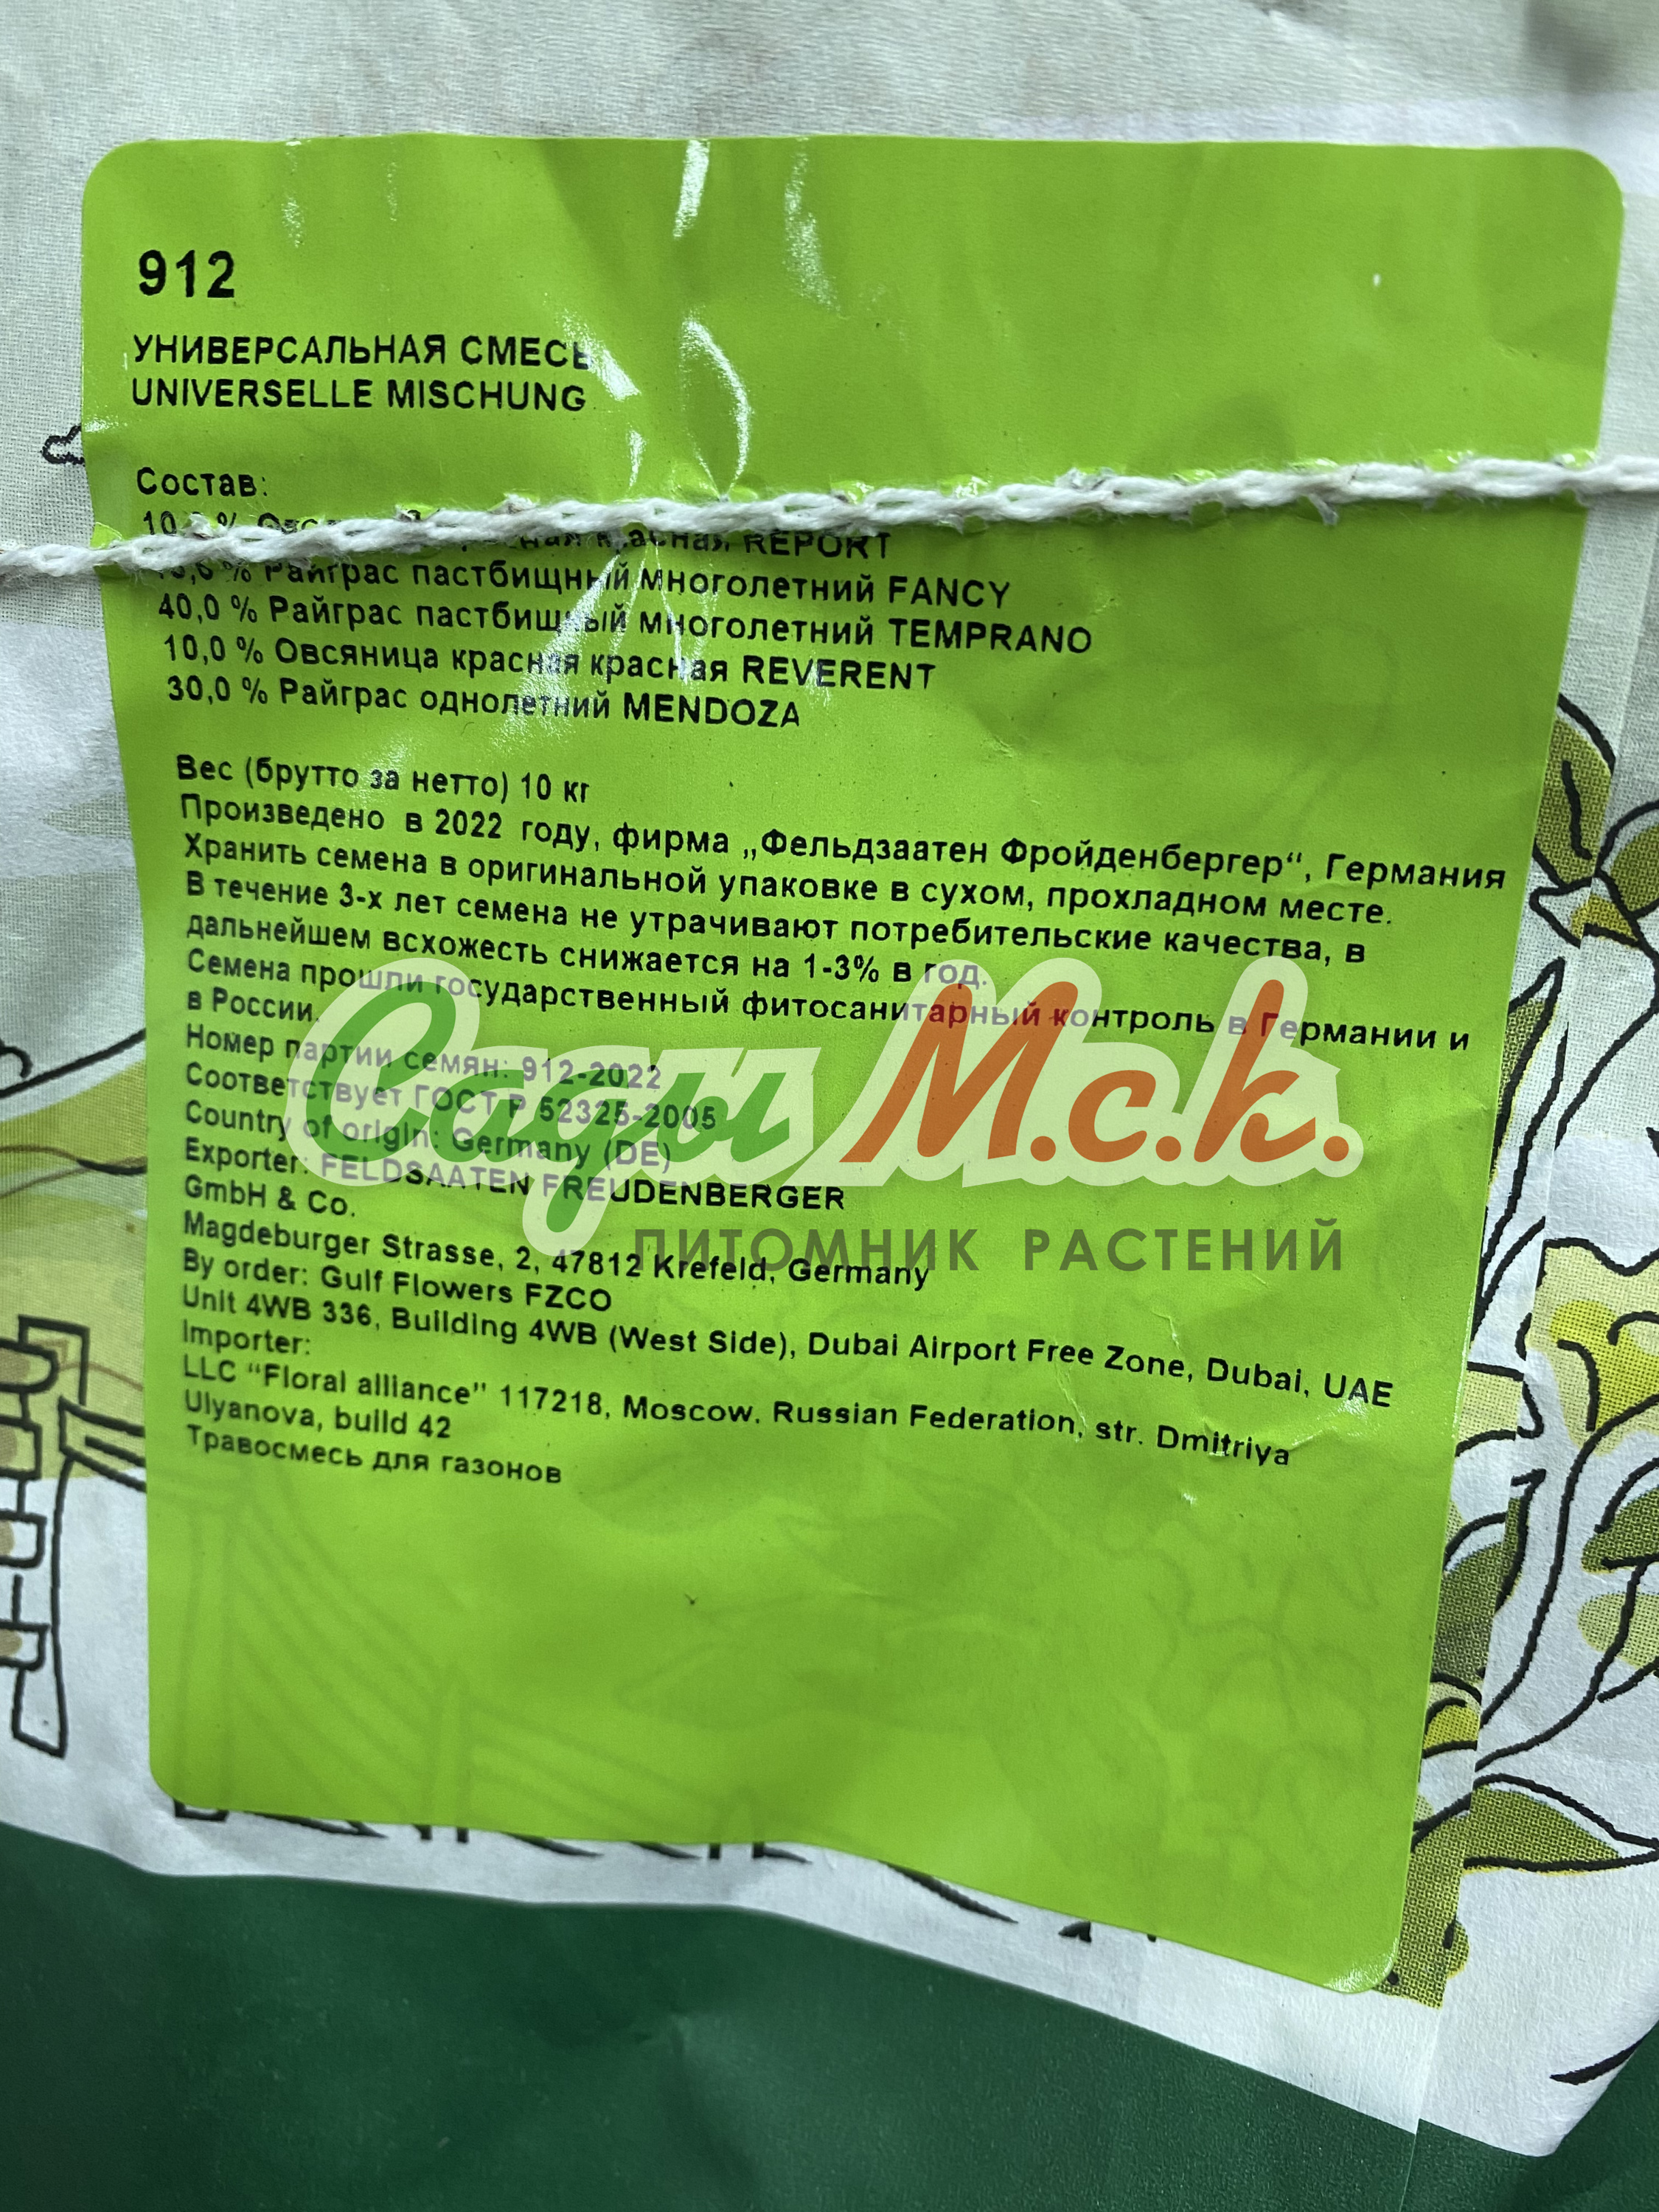 912
УНИВЕРСАЛЬНАЯ СМЕСЬ
UNIVERSELLE MISCHUNG
Состав:
REPORT
Райграс пастбищный многолетний FANCY
40,0 % Райграс пастбищный многолетний TEMPRANO
10,0 % Овсяница красная красная REVERENT
30,0 % Райграс однолетний MENDOZA
Вес (брутто за нетто) 10 кг
Произведено в 2022 году, фирма „Фельдзаатен Фройденбергер“, Германия
Хранить семена в оригинальной упаковке в сухом, прохладном месте.
В течение 3-х лет семена не утрачивают потребительские качества, в
дальнейшем всхожесть снижается на 1-3% в год.
Семена прошли государственный фитосанитарный контроль в Германии и
в России.
Номер партии семян: 912-2022
Соответствует ГОСТ Р 52325-2005
Country of origin: Germany (DE)
Exporter: FELDSAATEN FREUDENBERGER
GmbH & Co.
Magdeburger Strasse, 2, 47812 Krefeld, Germany
By order: Gulf Flowers FZCO
Unit 4WB 336, Building 4WB (West Side), Dubai Airport Free Zone, Dubai, UAE
Importer:
LLC “Floral alliance” 117218, Moscow. Russian Federation, str. Dmitriya
Ulyanova, build 42
Травосмесь для газонов
Сады М.с.к.
ПИТОМНИК РАСТЕНИЙ